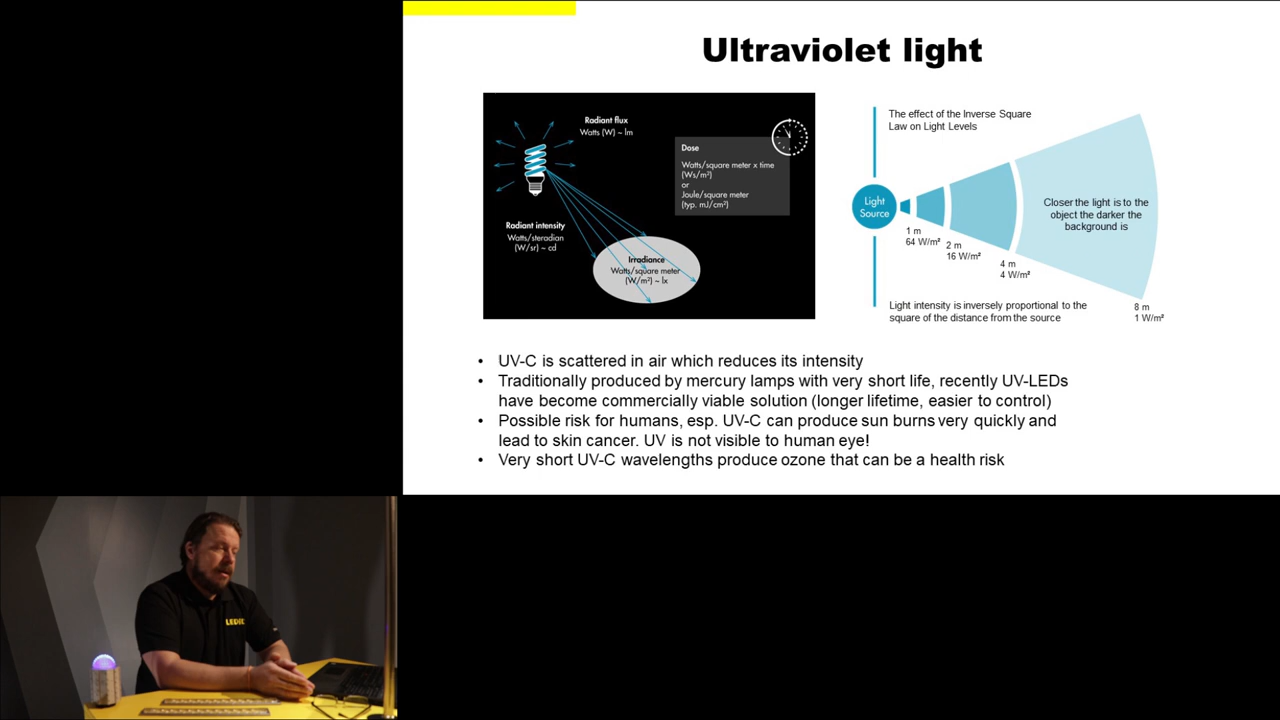 Ultraviolet light
Radiant flux
Watts (W) ~ lm
Dose
Watts/square meter x time
(Ws/m²)
or
Joule/square meter
(typ. mJ/cm²)
Radiant intensity
Watts/steradian
(W/sr) ~ cd
Irradiance
Watts/square meter
(W/m²) ~ lx
The effect of the Inverse Square
Law on Light Levels
Light
Source
Closer the light is to the
object the darker the
background is
1 m
64 W/m²
2 m
16 W/m²
4 m
4 W/m²
8 m
1 W/m²
Light intensity is inversely proportional to the
square of the distance from the source
• UV-C is scattered in air which reduces its intensity
• Traditionally produced by mercury lamps with very short life, recently UV-LEDs
have become commercially viable solution (longer lifetime, easier to control)
• Possible risk for humans, esp. UV-C can produce sun burns very quickly and
lead to skin cancer. UV is not visible to human eye!
• Very short UV-C wavelengths produce ozone that can be a health risk